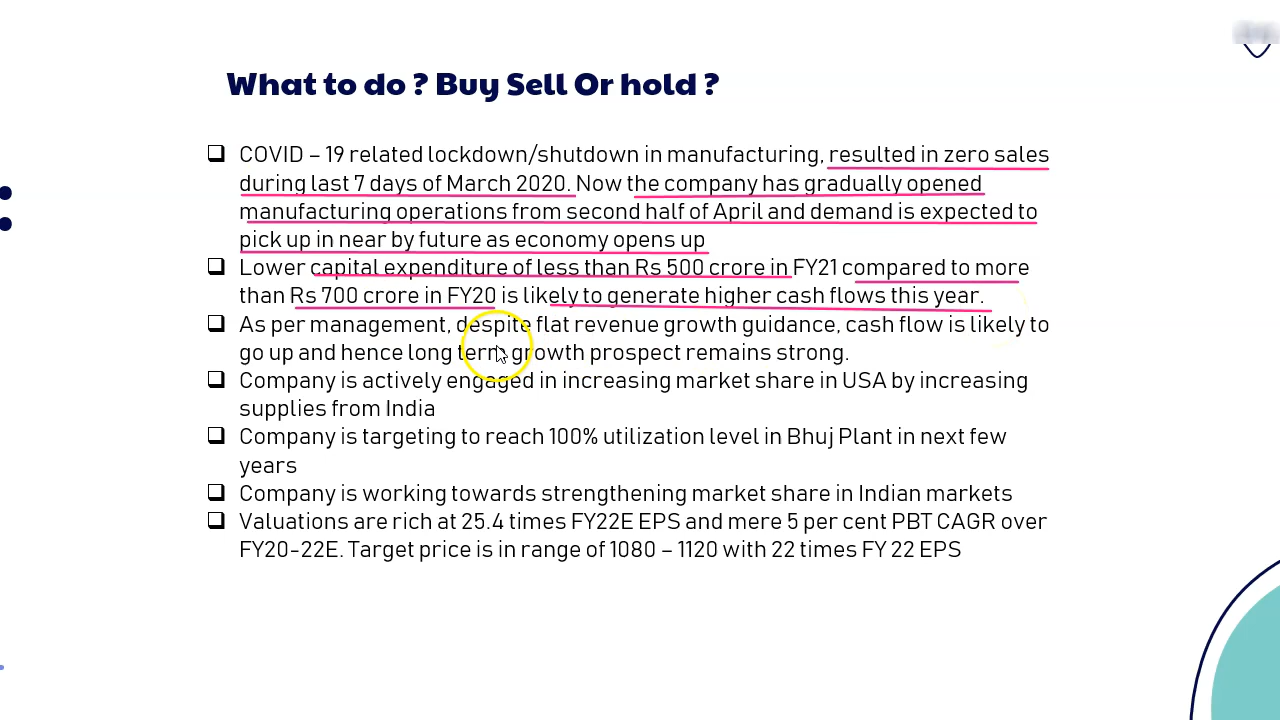 What to do ? Buy Sell Or hold ?
COVID – 19 related lockdown/shutdown in manufacturing, resulted in zero sales
during last 7 days of March 2020. Now the company has gradually opened
manufacturing operations from second half of April and demand is expected to
pick up in near by future as economy opens up
Lower capital expenditure of less than Rs 500 crore in FY21 compared to more
than Rs 700 crore in FY20 is likely to generate higher cash flows this year.
As per management, despite flat revenue growth guidance, cash flow is likely to
go up and hence long term growth prospect remains strong.
Company is actively engaged in increasing market share in USA by increasing
supplies from India
Company is targeting to reach 100% utilization level in Bhuj Plant in next few
years
Company is working towards strengthening market share in Indian markets
Valuations are rich at 25.4 times FY22E EPS and mere 5 per cent PBT CAGR over
FY20-22E. Target price is in range of 1080 – 1120 with 22 times FY 22 EPS